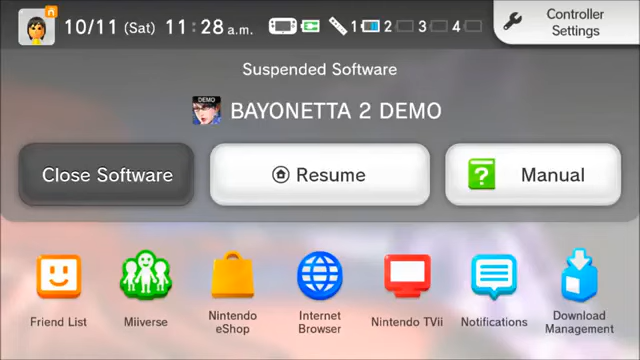 10/11 (Sat) 11:28 a.m. 1 2 3 4
Controller
Settings
Suspended Software
DEMO
BAYONETTA 2 DEMO
Close Software
Resume
? Manual
Friend List
Miiverse
Nintendo
eShop
Internet
Browser
Nintendo TVii
Notifications
Download
Management